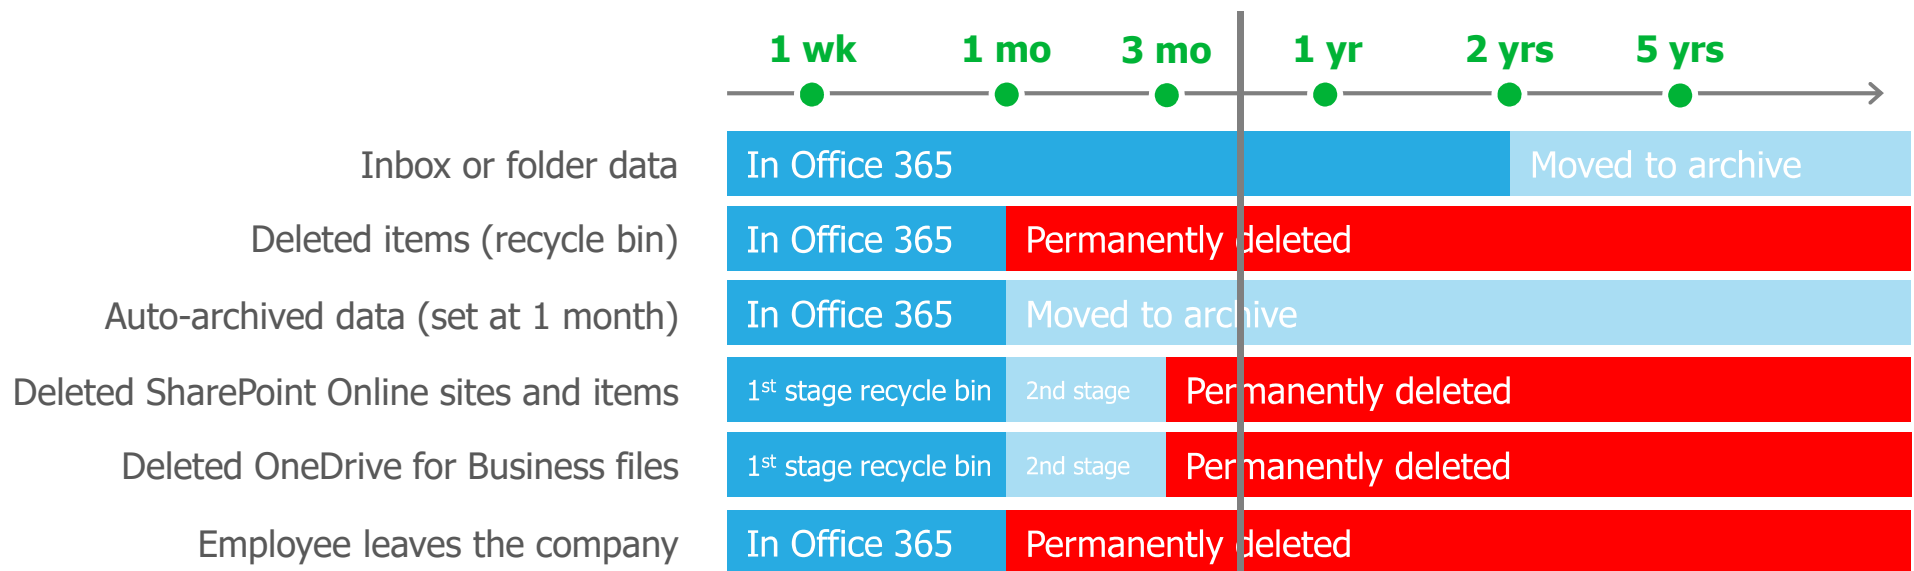 1 wk 1 mo 3 mo 1 yr 2 yrs 5 yrs
Inbox or folder data In Office 365 Moved to archive
Deleted items (recycle bin) In Office 365 Permanently deleted
Auto-archived data (set at 1 month) In Office 365 Moved to archive
Deleted SharePoint Online sites and items 1st stage recycle bin 2nd stage Permanently deleted
Deleted OneDrive for Business files 1st stage recycle bin 2nd stage Permanently deleted
Employee leaves the company In Office 365 Permanently deleted